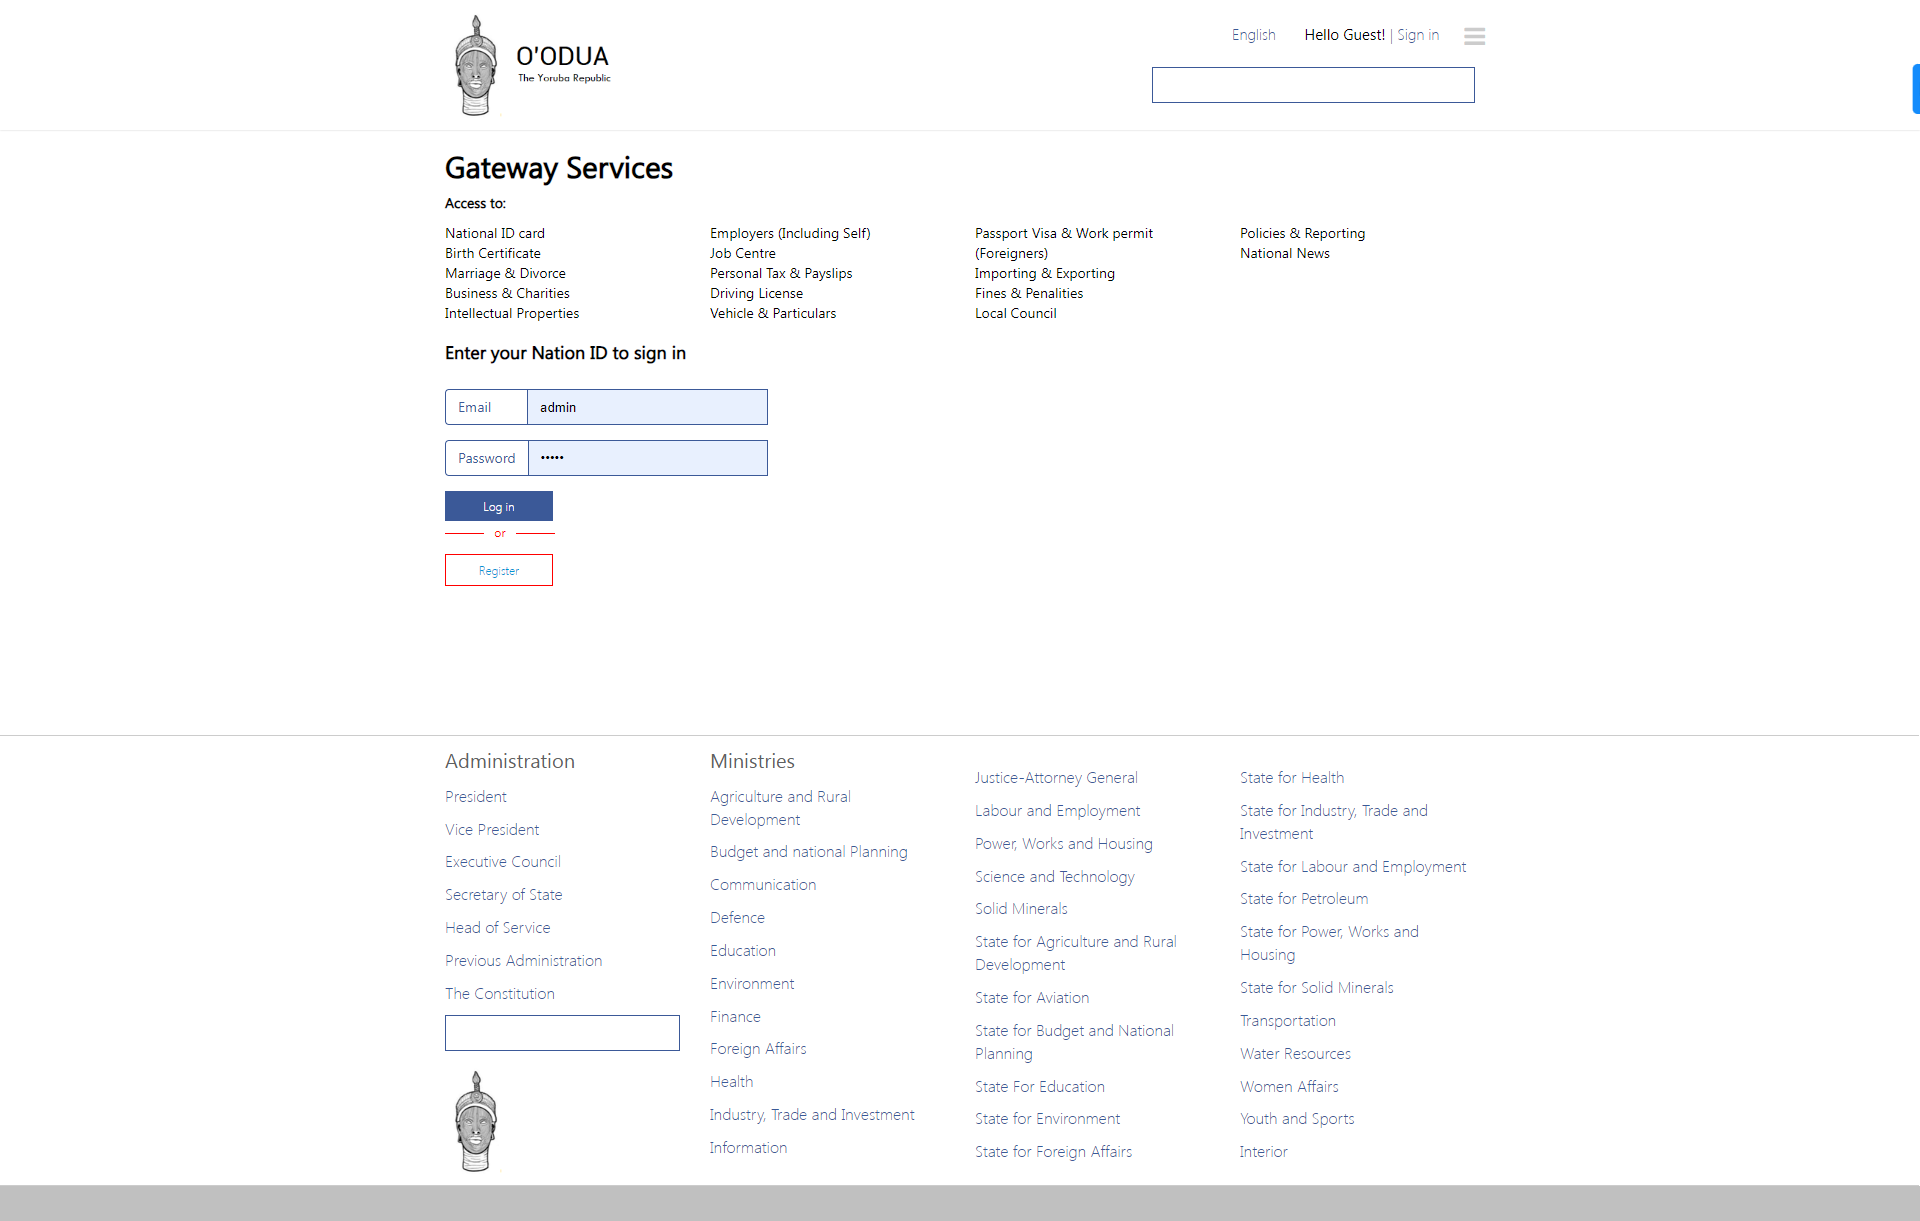 O'ODUA
The Yoruba Republic
English
Hello Guest! | Sign in
Gateway Services
Access to:
National ID card
Birth Certificate
Marriage & Divorce
Business & Charities
Intellectual Properties
Employers (Including Self)
Job Centre
Personal Tax & Payslips
Driving License
Vehicle & Particulars
Passport Visa & Work permit
(Foreigners)
Importing & Exporting
Fines & Penalities
Local Council
Policies & Reporting
National News
Enter your Nation ID to sign in
Email
admin
Password
•••••
Log in
or
Register
Administration
President
Vice President
Executive Council
Secretary of State
Head of Service
Previous Administration
The Constitution
Ministries
Agriculture and Rural
Development
Budget and national Planning
Communication
Defence
Education
Environment
Finance
Foreign Affairs
Health
Industry, Trade and Investment
Information
Justice-Attorney General
Labour and Employment
Power, Works and Housing
Science and Technology
Solid Minerals
State for Agriculture and Rural
Development
State for Aviation
State for Budget and National
Planning
State For Education
State for Environment
State for Foreign Affairs
State for Health
State for Industry, Trade and
Investment
State for Labour and Employment
State for Petroleum
State for Power, Works and
Housing
State for Solid Minerals
Transportation
Water Resources
Women Affairs
Youth and Sports
Interior